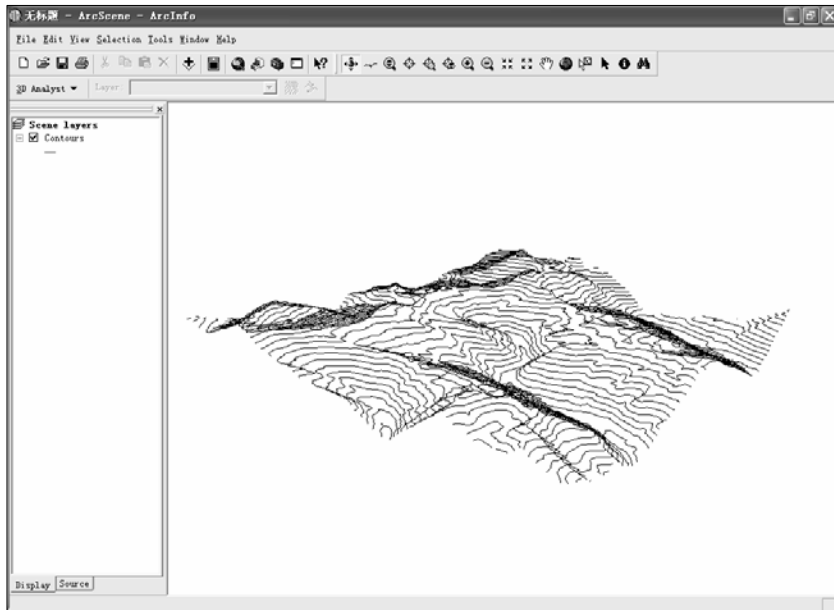 无标题 - ArcScene - ArcInfo
File Edit View Selection Tools Window Help
3D Analyst Layer:
Scene layers
Contours
Display Source